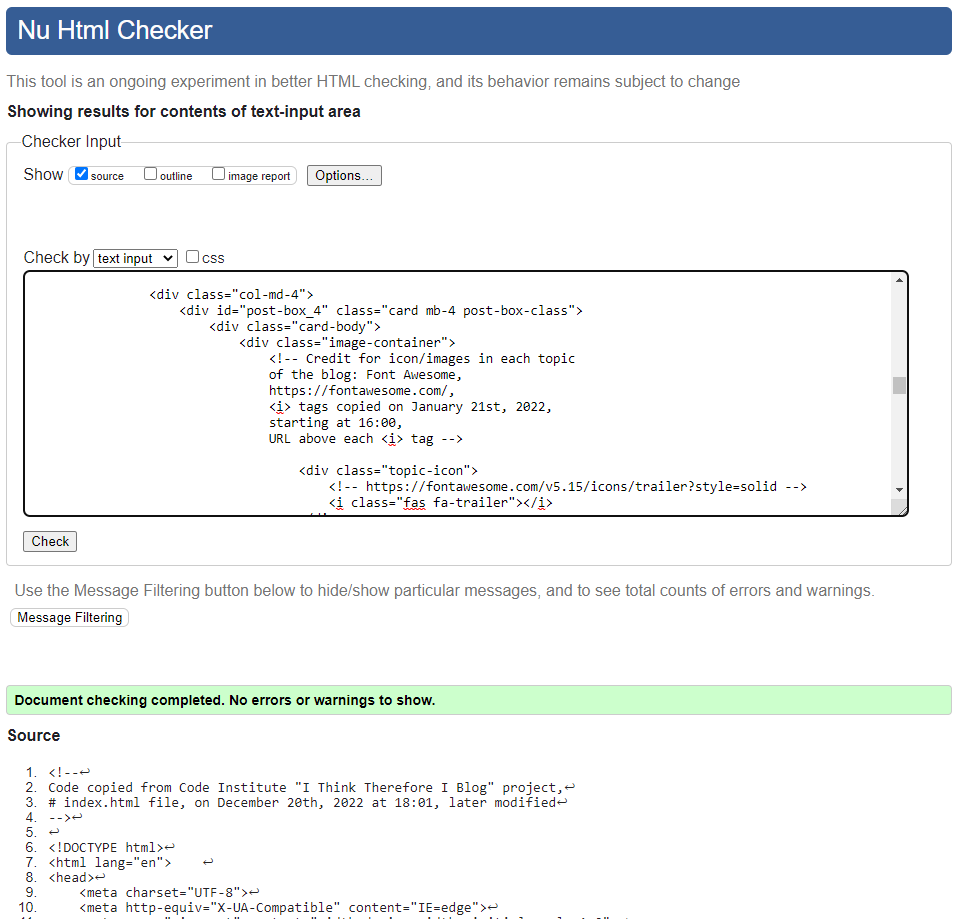 Nu Html Checker
This tool is an ongoing experiment in better HTML checking, and its behavior remains subject to change
Showing results for contents of text-input area
Checker Input
Show source outline image report Options...
Check by text input css
<div class="col-md-4">
<div id="post-box_4" class="card mb-4 post-box-class">
<div class="card-body">
<div class="image-container">
<!-- Credit for icon/images in each topic
of the blog: Font Awesome,
https://fontawesome.com/,
<i> tags copied on January 21st, 2022,
starting at 16:00,
URL above each <i> tag -->
<div class="topic-icon">
<!-- https://fontawesome.com/v5.15/icons/trailer?style=solid -->
<i class="fas fa-trailer"></i>
Check
Use the Message Filtering button below to hide/show particular messages, and to see total counts of errors and warnings.
Message Filtering
Document checking completed. No errors or warnings to show.
Source
1. <!--↩
2. Code copied from Code Institute "I Think Therefore I Blog" project,↩
3. # index.html file, on December 20th, 2022 at 18:01, later modified↩
4. -->↩
5. ↩
6. <!DOCTYPE html>↩
7. <html lang="en"> ↩
8. <head>↩
9. <meta charset="UTF-8">↩
10. <meta http-equiv="X-UA-Compatible" content="IE=edge">↩